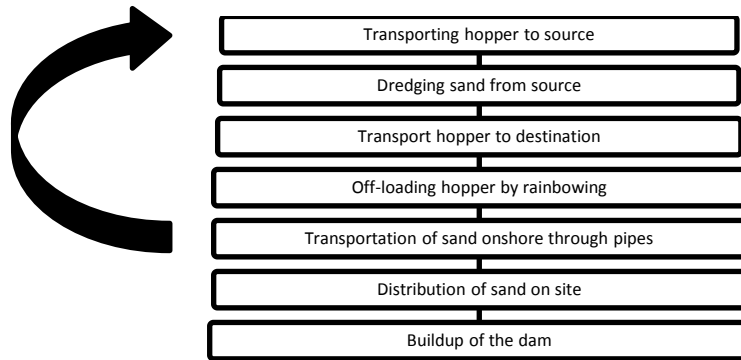 Transporting hopper to source
Dredging sand from source
Transport hopper to destination
Off-loading hopper by rainbowing
Transportation of sand onshore through pipes
Distribution of sand on site
Buildup of the dam